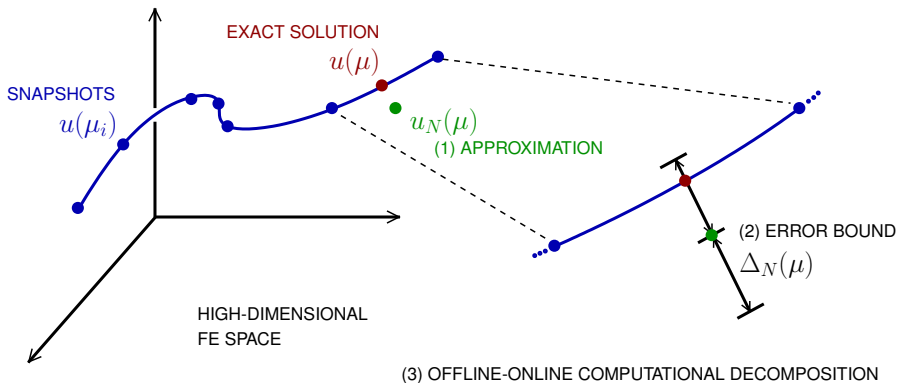 EXACT SOLUTION
u(μ)
SNAPSHOTS
u(μ_i)
u_N(μ)
(1) APPROXIMATION
(2) ERROR BOUND
Δ_N(μ)
HIGH-DIMENSIONAL
FE SPACE
(3) OFFLINE-ONLINE COMPUTATIONAL DECOMPOSITION